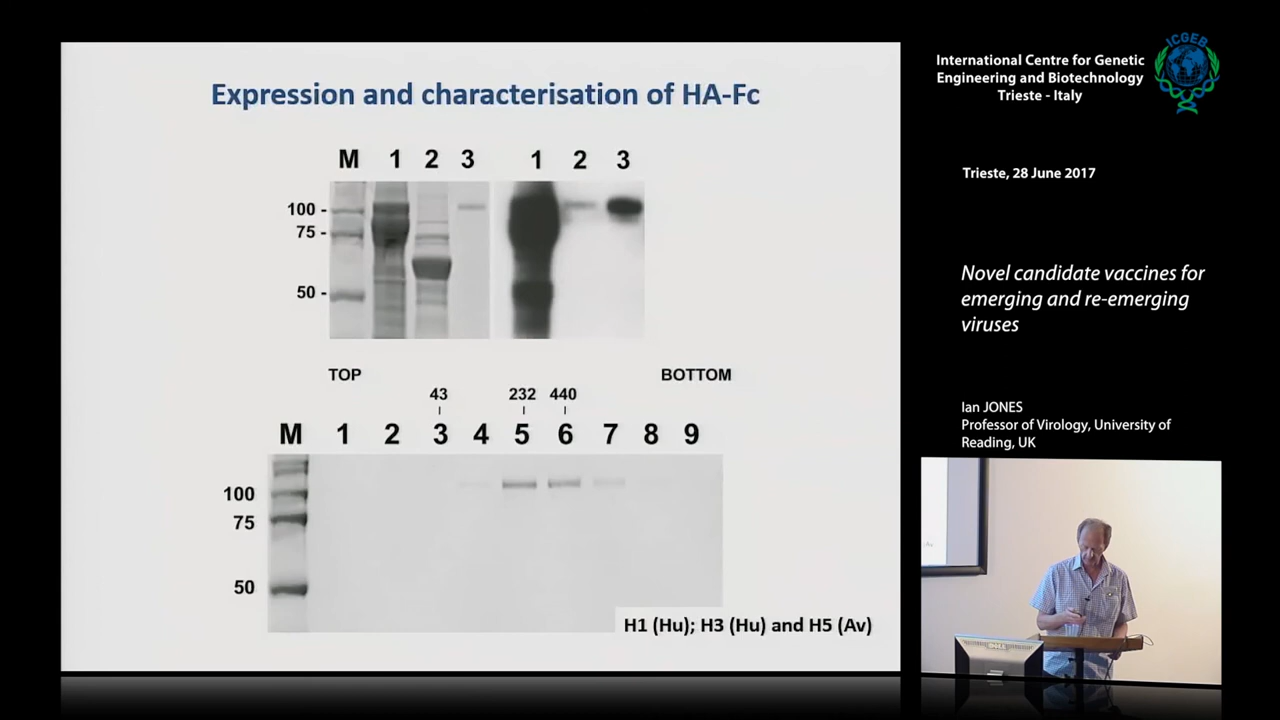 Expression and characterisation of HA-Fc
M 1 2 3 1 2 3
100 -
75 -
50 -
TOP BOTTOM
43 232 440
M 1 2 3 4 5 6 7 8 9
100
75
50
H1 (Hu); H3 (Hu) and H5 (Av)
International Centre for Genetic
Engineering and Biotechnology
Trieste - Italy
ICGEB
Trieste, 28 June 2017
Novel candidate vaccines for
emerging and re-emerging
viruses
Ian JONES
Professor of Virology, University of
Reading, UK